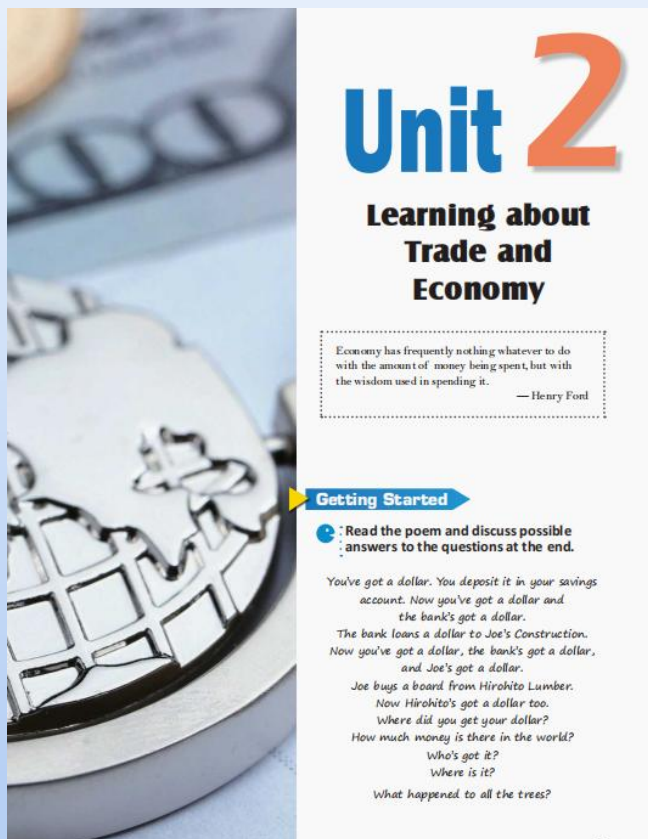 Unit 2
Learning about
Trade and
Economy
Economy has frequently nothing whatever to do
with the amount of money being spent, but with
the wisdom used in spending it.
— Henry Ford
Getting Started
Read the poem and discuss possible
answers to the questions at the end.
You've got a dollar. You deposit it in your savings
account. Now you've got a dollar and
the bank's got a dollar.
The bank loans a dollar to Joe's Construction.
Now you've got a dollar, the bank's got a dollar,
and Joe's got a dollar.
Joe buys a board from Hirohito Lumber.
Now Hirohito's got a dollar too.
Where did you get your dollar?
How much money is there in the world?
Who's got it?
Where is it?
What happened to all the trees?